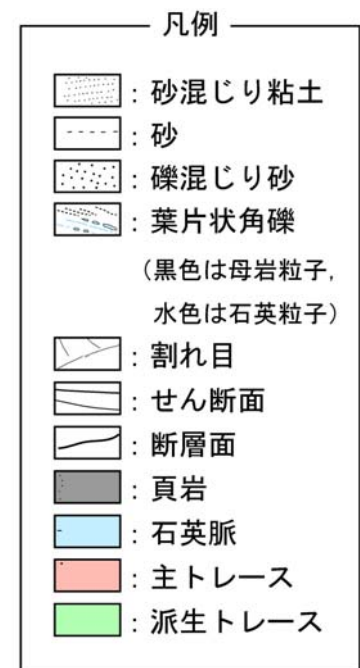 凡例
：砂混じり粘土
：砂
：礫混じり砂
：葉片状角礫
（黒色は母岩粒子,
水色は石英粒子）
：割れ目
：せん断面
：断層面
：頁岩
：石英脈
：主トレース
：派生トレース